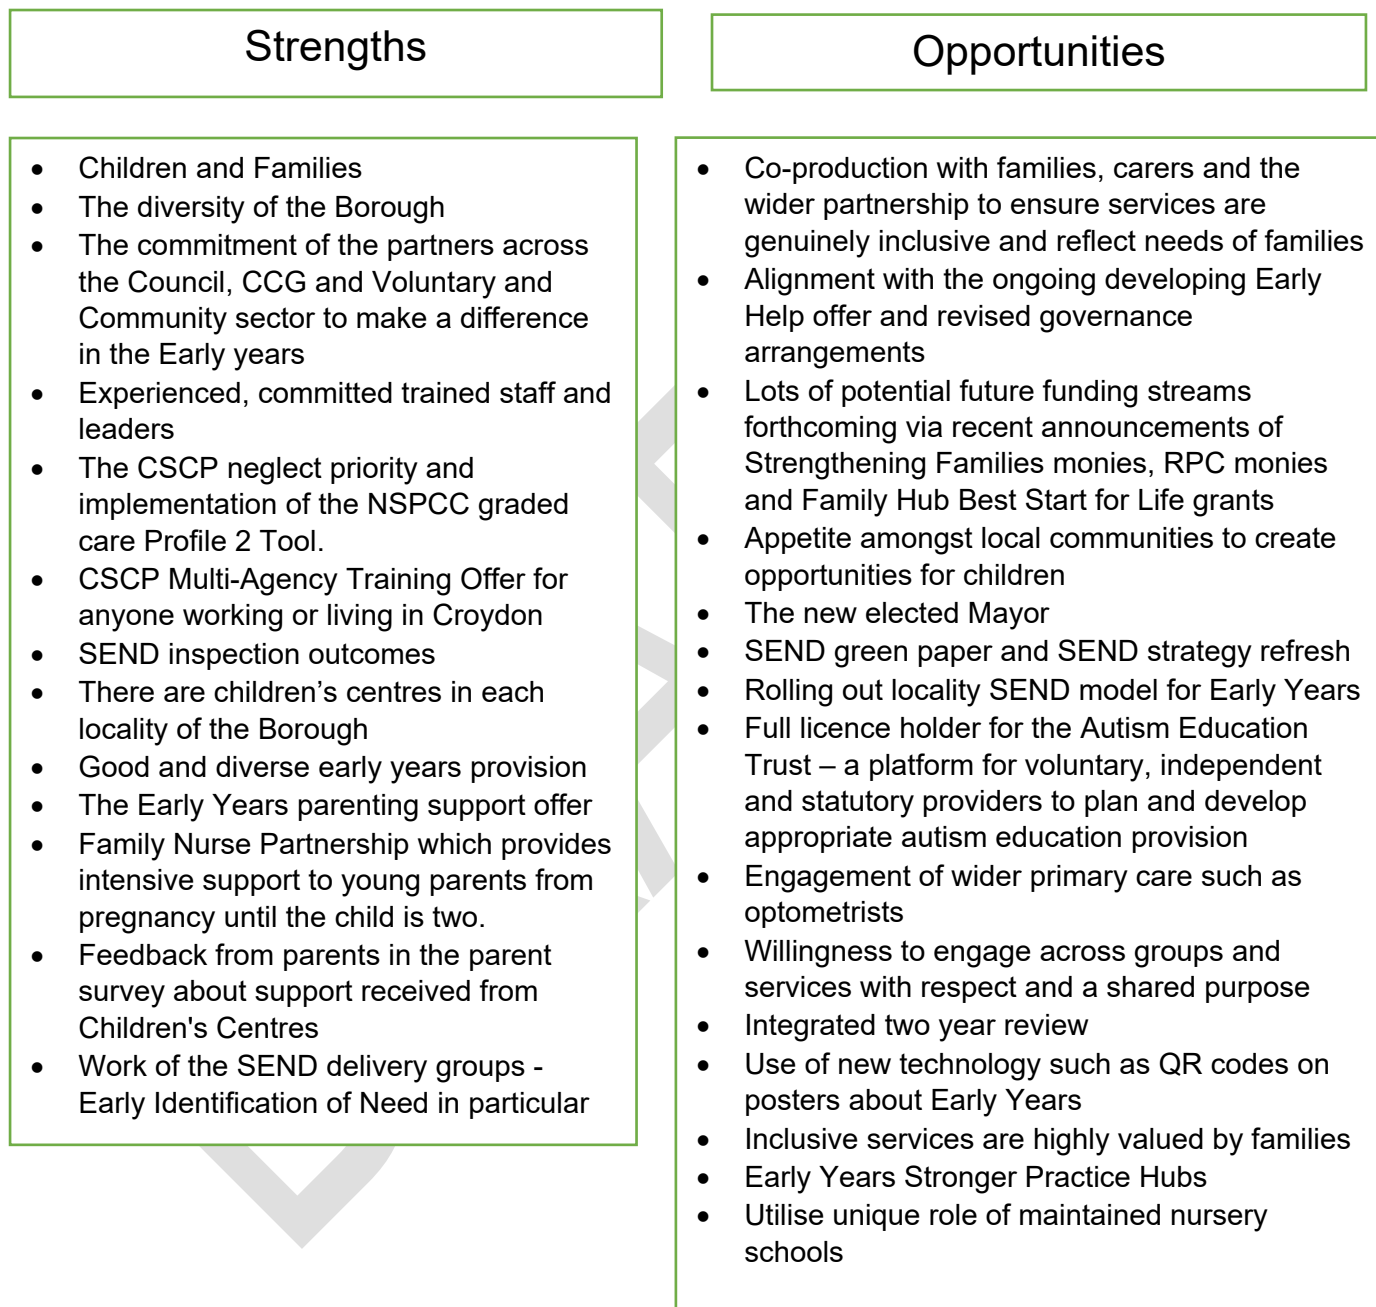 Strengths
• Children and Families
• The diversity of the Borough
• The commitment of the partners across
the Council, CCG and Voluntary and
Community sector to make a difference
in the Early years
• Experienced, committed trained staff and
leaders
• The CSCP neglect priority and
implementation of the NSPCC graded
care Profile 2 Tool.
• CSCP Multi-Agency Training Offer for
anyone working or living in Croydon
• SEND inspection outcomes
• There are children’s centres in each
locality of the Borough
• Good and diverse early years provision
• The Early Years parenting support offer
• Family Nurse Partnership which provides
intensive support to young parents from
pregnancy until the child is two.
• Feedback from parents in the parent
survey about support received from
Children's Centres
• Work of the SEND delivery groups -
Early Identification of Need in particular
Opportunities
• Co-production with families, carers and the
wider partnership to ensure services are
genuinely inclusive and reflect needs of families
• Alignment with the ongoing developing Early
Help offer and revised governance
arrangements
• Lots of potential future funding streams
forthcoming via recent announcements of
Strengthening Families monies, RPC monies
and Family Hub Best Start for Life grants
• Appetite amongst local communities to create
opportunities for children
• The new elected Mayor
• SEND green paper and SEND strategy refresh
• Rolling out locality SEND model for Early Years
• Full licence holder for the Autism Education
Trust – a platform for voluntary, independent
and statutory providers to plan and develop
appropriate autism education provision
• Engagement of wider primary care such as
optometrists
• Willingness to engage across groups and
services with respect and a shared purpose
• Integrated two year review
• Use of new technology such as QR codes on
posters about Early Years
• Inclusive services are highly valued by families
• Early Years Stronger Practice Hubs
• Utilise unique role of maintained nursery
schools